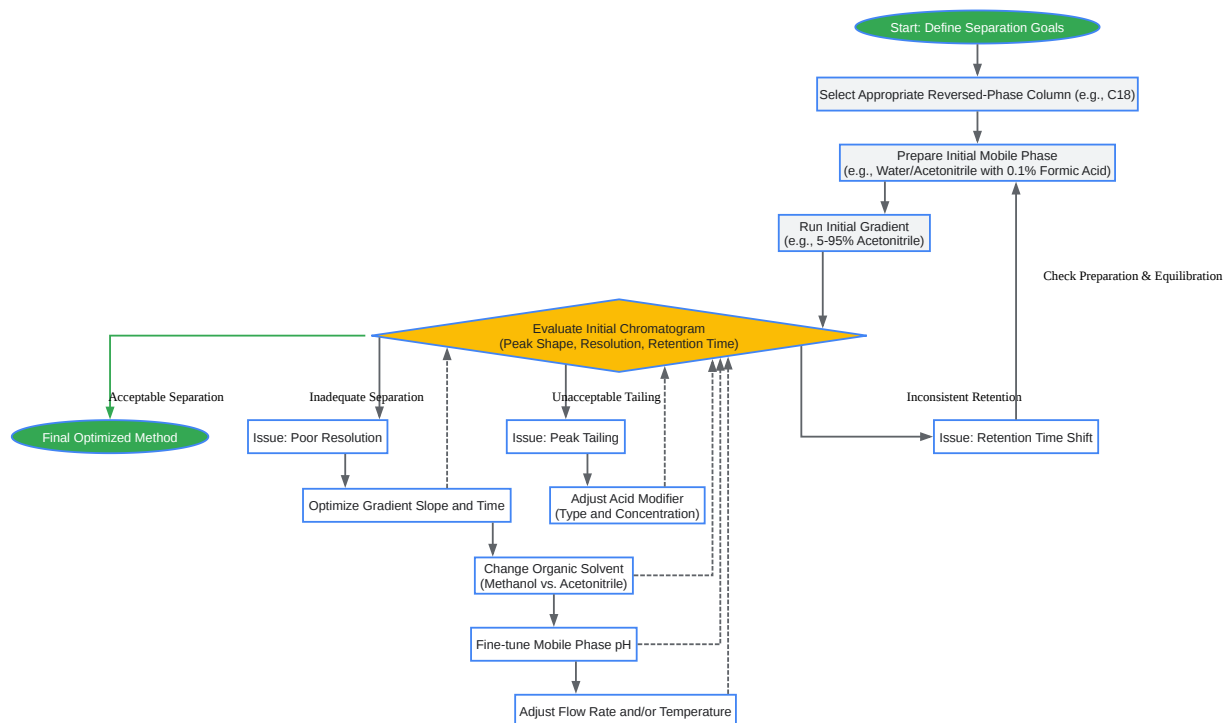 Start: Define Separation Goals
Select Appropriate Reversed-Phase Column (e.g., C18)
Prepare Initial Mobile Phase
(e.g., Water/Acetonitrile with 0.1% Formic Acid)
Run Initial Gradient
(e.g., 5-95% Acetonitrile)
Check Preparation & Equilibration
Evaluate Initial Chromatogram
(Peak Shape, Resolution, Retention Time)
Acceptable Separation
Inadequate Separation
Unacceptable Tailing
Inconsistent Retention
Final Optimized Method
Issue: Poor Resolution
Issue: Peak Tailing
Issue: Retention Time Shift
Optimize Gradient Slope and Time
Adjust Acid Modifier
(Type and Concentration)
Change Organic Solvent
(Methanol vs. Acetonitrile)
Fine-tune Mobile Phase pH
Adjust Flow Rate and/or Temperature